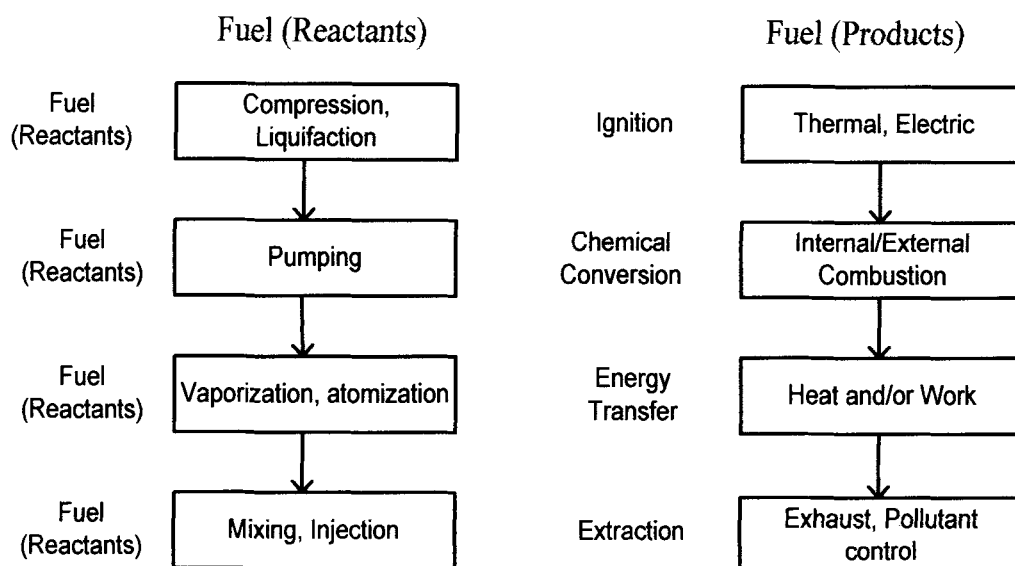 Fuel (Reactants)
Fuel
(Reactants)
Compression,
Liquifaction
Fuel
(Reactants)
Pumping
Fuel
(Reactants)
Vaporization, atomization
Fuel
(Reactants)
Mixing, Injection
Fuel (Products)
Ignition
Thermal, Electric
Chemical
Conversion
Internal/External
Combustion
Energy
Transfer
Heat and/or Work
Extraction
Exhaust, Pollutant
control